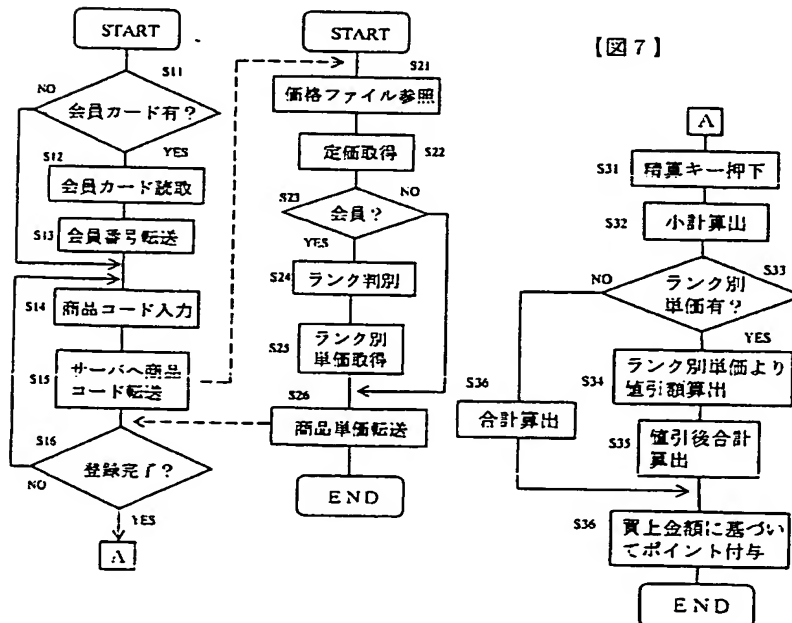 START
S11
NO
会員カード有?
S12
YES
会員カード読取
S13
会員番号転送
S14
商品コード入力
S15
サーバへ商品
コード転送
S16
登録完了?
NO
YES
A
START
S21
価格ファイル参照
定価取得
S22
S23
NO
会員?
YES
S24
ランク判別
S25
ランク別
単価取得
S26
商品単価転送
END
【図7】
A
S31
精算キー押下
S32
小計算出
S33
NO
ランク別
単価有?
YES
S34
ランク別単価より
値引額算出
S36
合計算出
S35
値引後合計
算出
S36
買上金額に基づい
てポイント付与
END